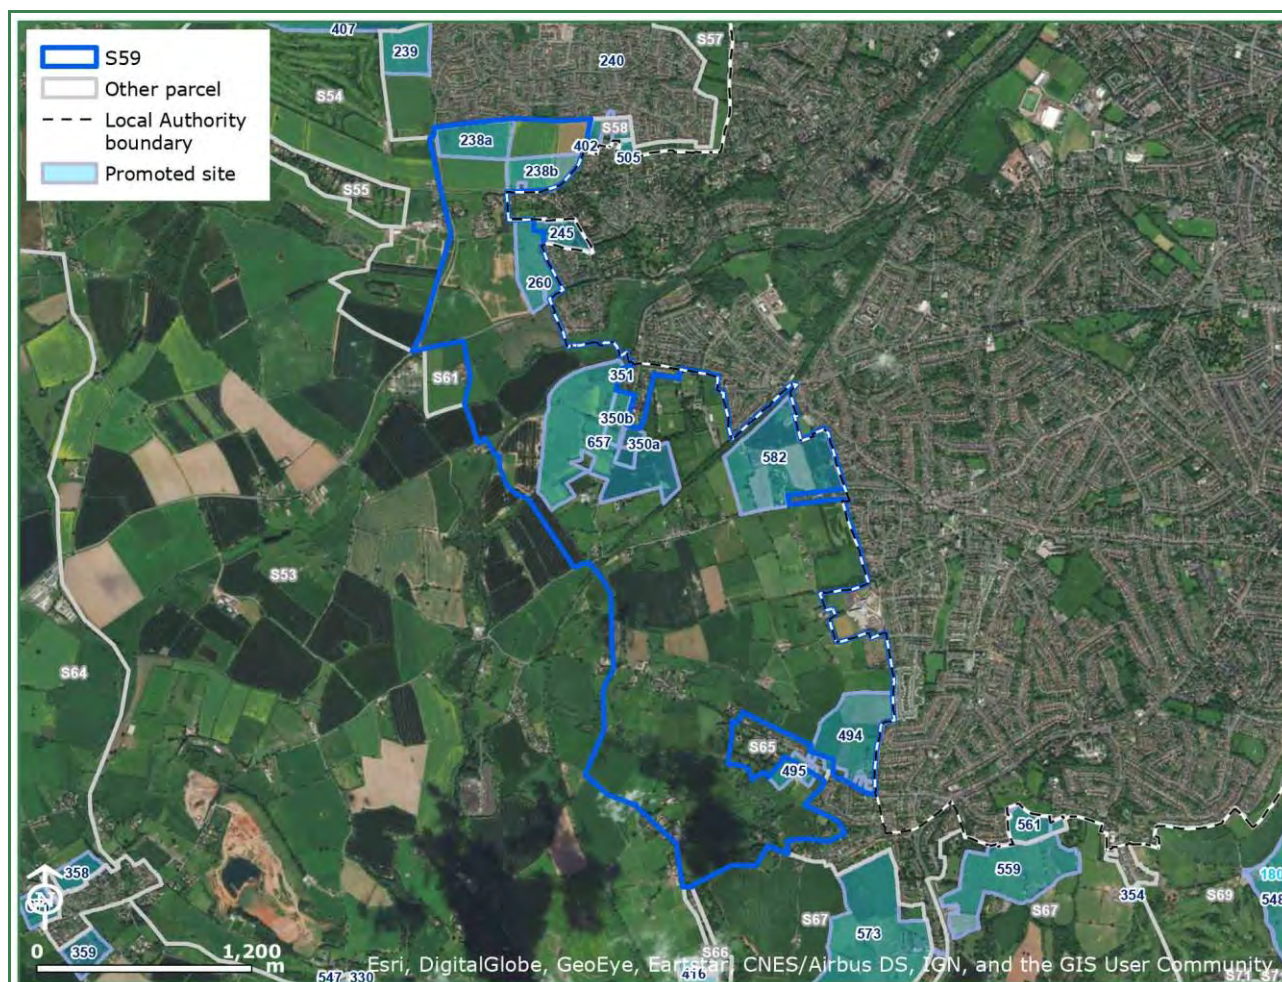 S59
Other parcel
Local Authority
boundary
Promoted site
407
239
240
S57
S54
S58
238a
402
505
238b
S55
245
260
S61
351
350b
657
350a
582
S53
S64
494
S65
495
561
559
354
180
S69
548
358
359
N
S67
S67
573
S66
416
547 330
0
1,200
m
Esri, DigitalGlobe, GeoEye, Earthstar, CNES/Airbus DS, IGN, and the GIS User Community